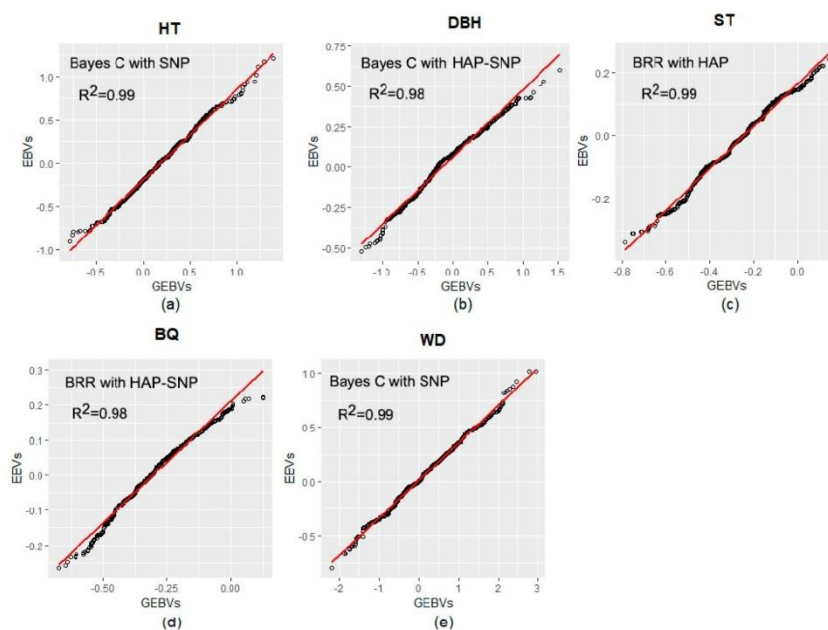 HT
DBH
ST
Bayes C with SNP
R2=0.99
EBVs
1.0
0.5
0.0
-0.5
-1.0
-0.5
0.0
0.5
1.0
GEBVs
(a)
Bayes C with HAP-SNP
R2=0.98
EBVs
0.75
0.50
0.25
0.00
-0.25
-0.50
-1.0
-0.5
0.0
0.5
1.0
1.5
GEBVs
(b)
BRR with HAP
R2=0.99
EBVs
0.2
0.0
-0.2
-0.8
-0.6
-0.4
-0.2
0.0
GEBVs
(c)
BQ
WD
BRR with HAP-SNP
R2=0.98
EEVs
0.3
0.2
0.1
0.0
-0.1
-0.2
-0.50
-0.25
0.00
GEBVs
(d)
Bayes C with SNP
R2=0.99
EBVs
1.0
0.5
0.0
-0.5
-2
-1
0
1
2
3
GEBVs
(e)